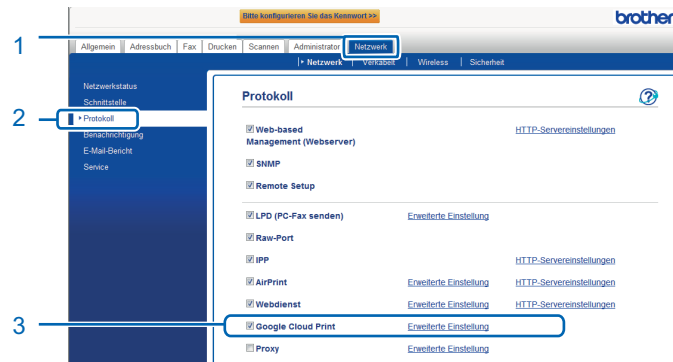 Bitte konfigurieren Sie das Kennwort >>
brother
1
Allgemein Adressbuch Fax Drucken Scannen Administrator Netzwerk
Netzwerk Verkabelt Wireless Sicherheit
Netzwerkstatus
Schnittstelle
2
Protokoll
Benachrichtigung
E-Mail-Bericht
Service
Protokoll
Web-based HTTP-Servereinstellungen
Management (Webserver)
SNMP
Remote Setup
LPD (PC-Fax senden) Erweiterte Einstellung
Raw-Port
IPP HTTP-Servereinstellungen
AirPrint Erweiterte Einstellung HTTP-Servereinstellungen
Webdienst Erweiterte Einstellung HTTP-Servereinstellungen
3
Google Cloud Print Erweiterte Einstellung
Proxy Erweiterte Einstellung